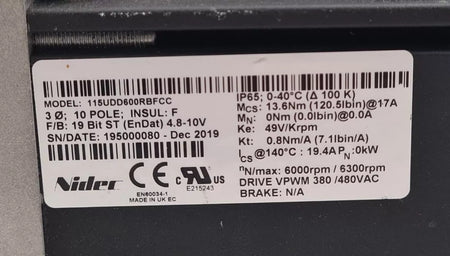 MODEL: 115UDD600RBFCC
3 Ø; 10 POLE; INSUL: F
F/B: 19 Bit ST (EnDat) 4.8-10V
SN/DATE: 195000080 - Dec 2019
Nidec
CE
EN60034-1
MADE IN UK EC
c RU US
E215243
IP65; 0-40°C (Δ 100 K)
MCS: 13.6Nm (120.5lbin)@17A
MN: 0Nm (0.0lbin)@0.0A
Ke: 49V/Krpm
Kt: 0.8Nm/A (7.1lbin/A)
ICS @140°C : 19.4A PN:0kW
nN/max: 6000rpm / 6300rpm
DRIVE VPWM 380 /480VAC
BRAKE: N/A